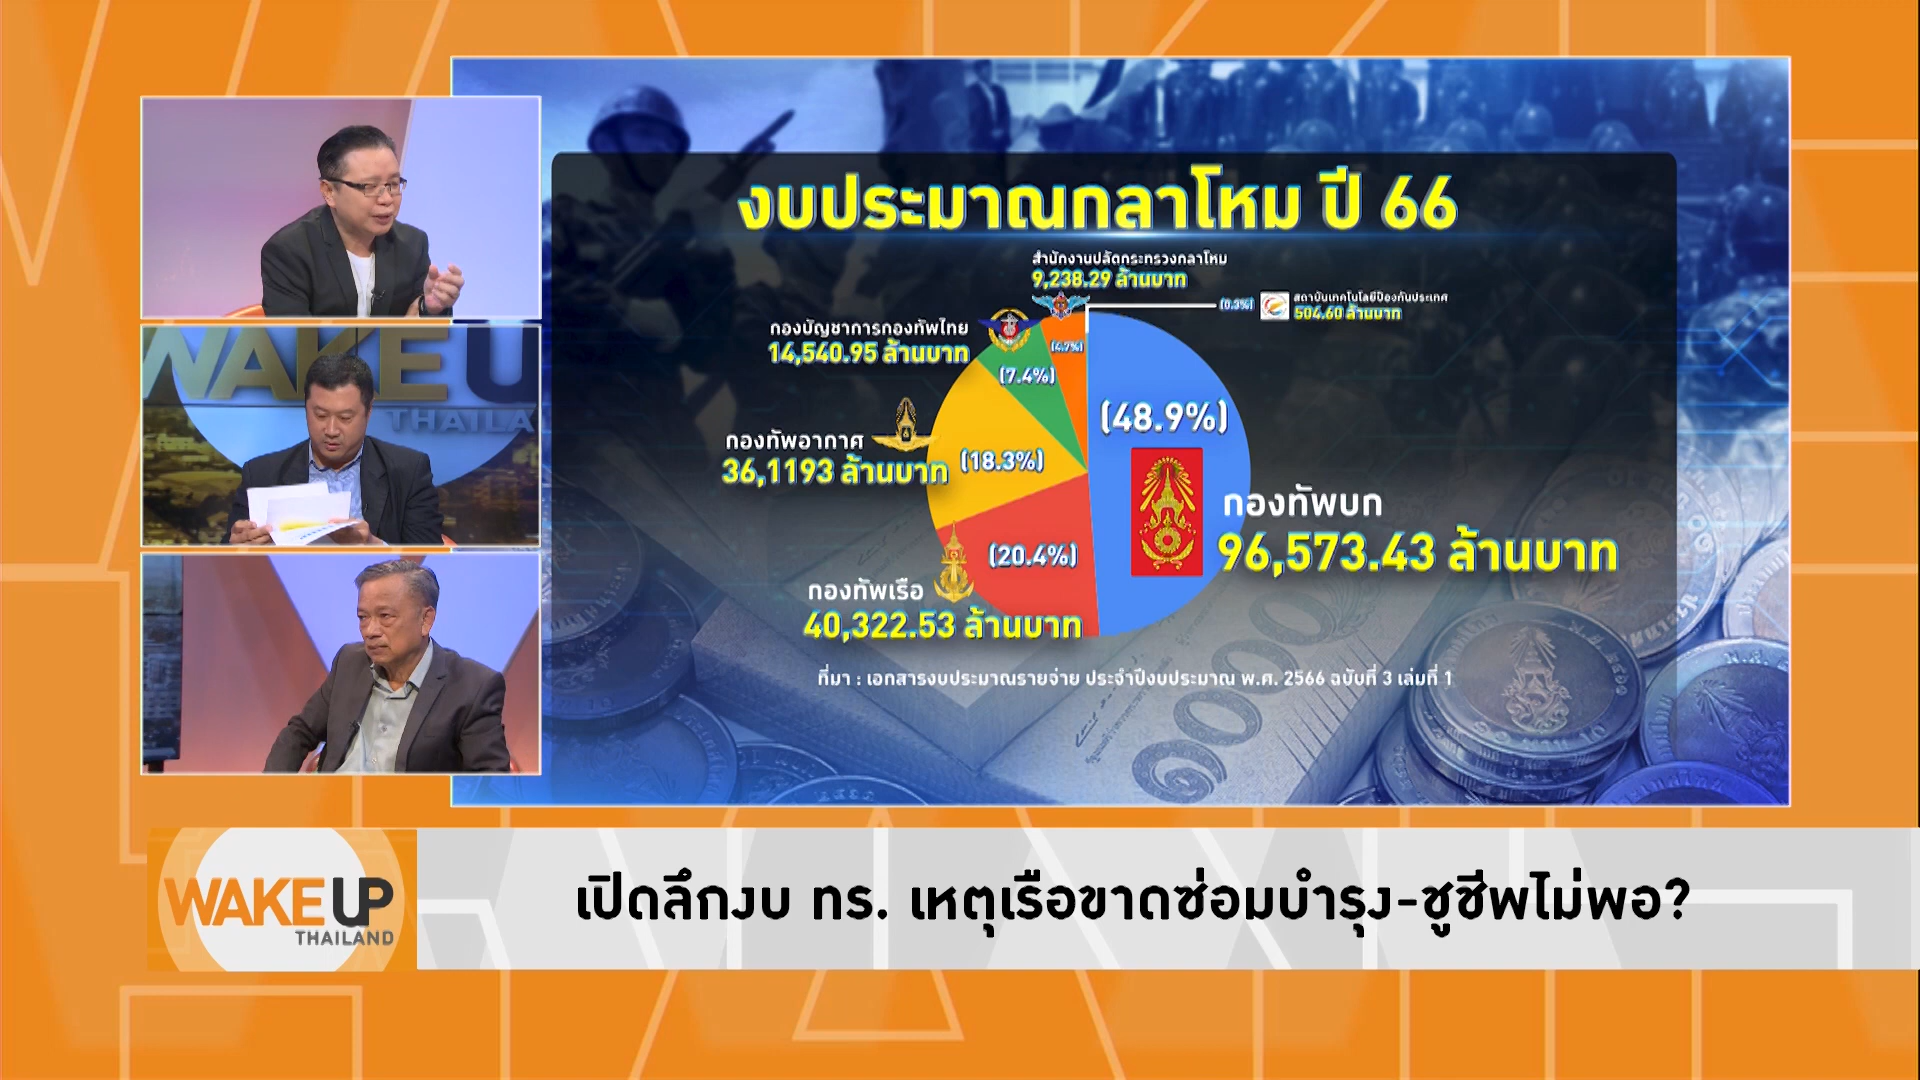 งบประมาณกลาโหม ปี 66
สำนักงานปลัดกระทรวงกลาโหม
9,238.29 ล้านบาท
(0.3%)
สถาบันเทคโนโลยีป้องกันประเทศ
504.60 ล้านบาท
กองบัญชาการกองทัพไทย
14,540.95 ล้านบาท
(4.7%)
(7.4%)
(48.9%)
กองทัพอากาศ
36,1193 ล้านบาท
(18.3%)
กองทัพบก
96,573.43 ล้านบาท
(20.4%)
กองทัพเรือ
40,322.53 ล้านบาท
ที่มา : เอกสารงบประมาณรายจ่าย ประจำปีงบประมาณ พ.ศ. 2566 ฉบับที่ 3 เล่มที่ 1
WAKE U
THAILA
1000
WAKE UP
THAILAND
เปิดลึกงบ ทร. เหตุเรือขาดซ่อมบำรุง-ชูชีพไม่พอ?